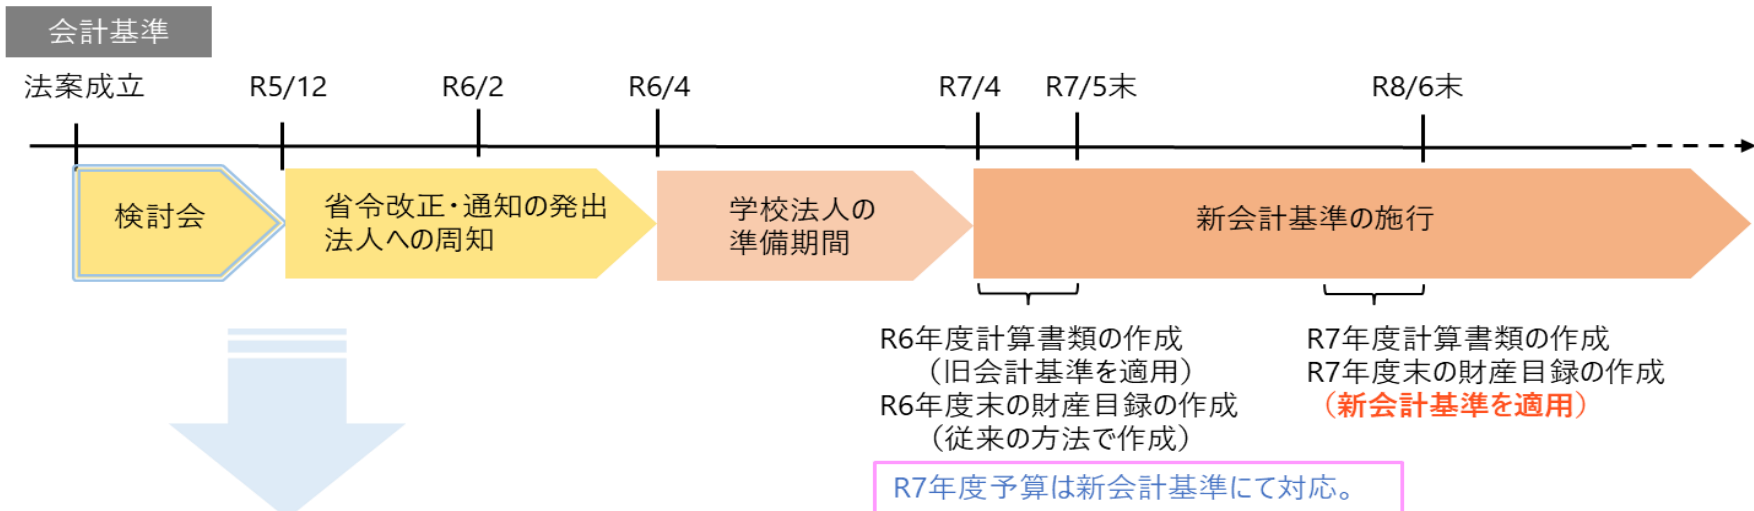 会計基準
法案成立
R5/12
R6/2
R6/4
R7/4
R7/5末
R8/6末
検討会
省令改正・通知の発出
法人への周知
学校法人の
準備期間
新会計基準の施行
R6年度計算書類の作成
（旧会計基準を適用）
R6年度末の財産目録の作成
（従来の方法で作成）
R7年度計算書類の作成
R7年度末の財産目録の作成
（新会計基準を適用）
R7年度予算は新会計基準にて対応。